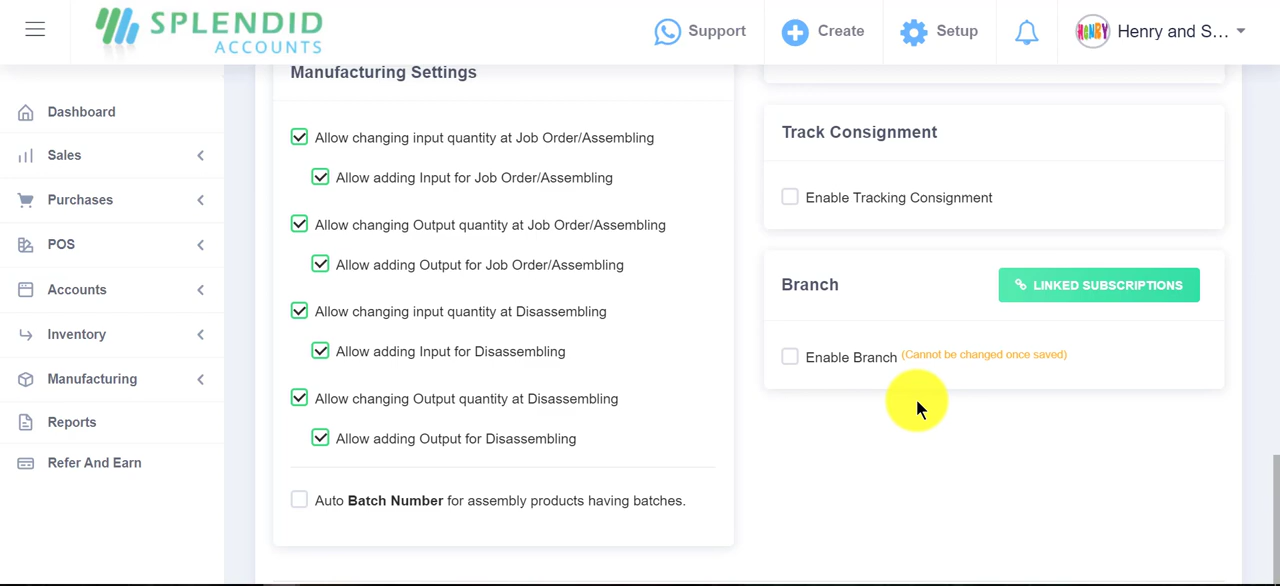 SPLENDID
ACCOUNTS
Support
Create
Setup
HENRY
Henry and S...
Dashboard
Sales
Purchases
POS
Accounts
Inventory
Manufacturing
Reports
Refer And Earn
Manufacturing Settings
Allow changing input quantity at Job Order/Assembling
Allow adding Input for Job Order/Assembling
Allow changing Output quantity at Job Order/Assembling
Allow adding Output for Job Order/Assembling
Allow changing input quantity at Disassembling
Allow adding Input for Disassembling
Allow changing Output quantity at Disassembling
Allow adding Output for Disassembling
Auto Batch Number for assembly products having batches.
Track Consignment
Enable Tracking Consignment
Branch
LINKED SUBSCRIPTIONS
Enable Branch (Cannot be changed once saved)